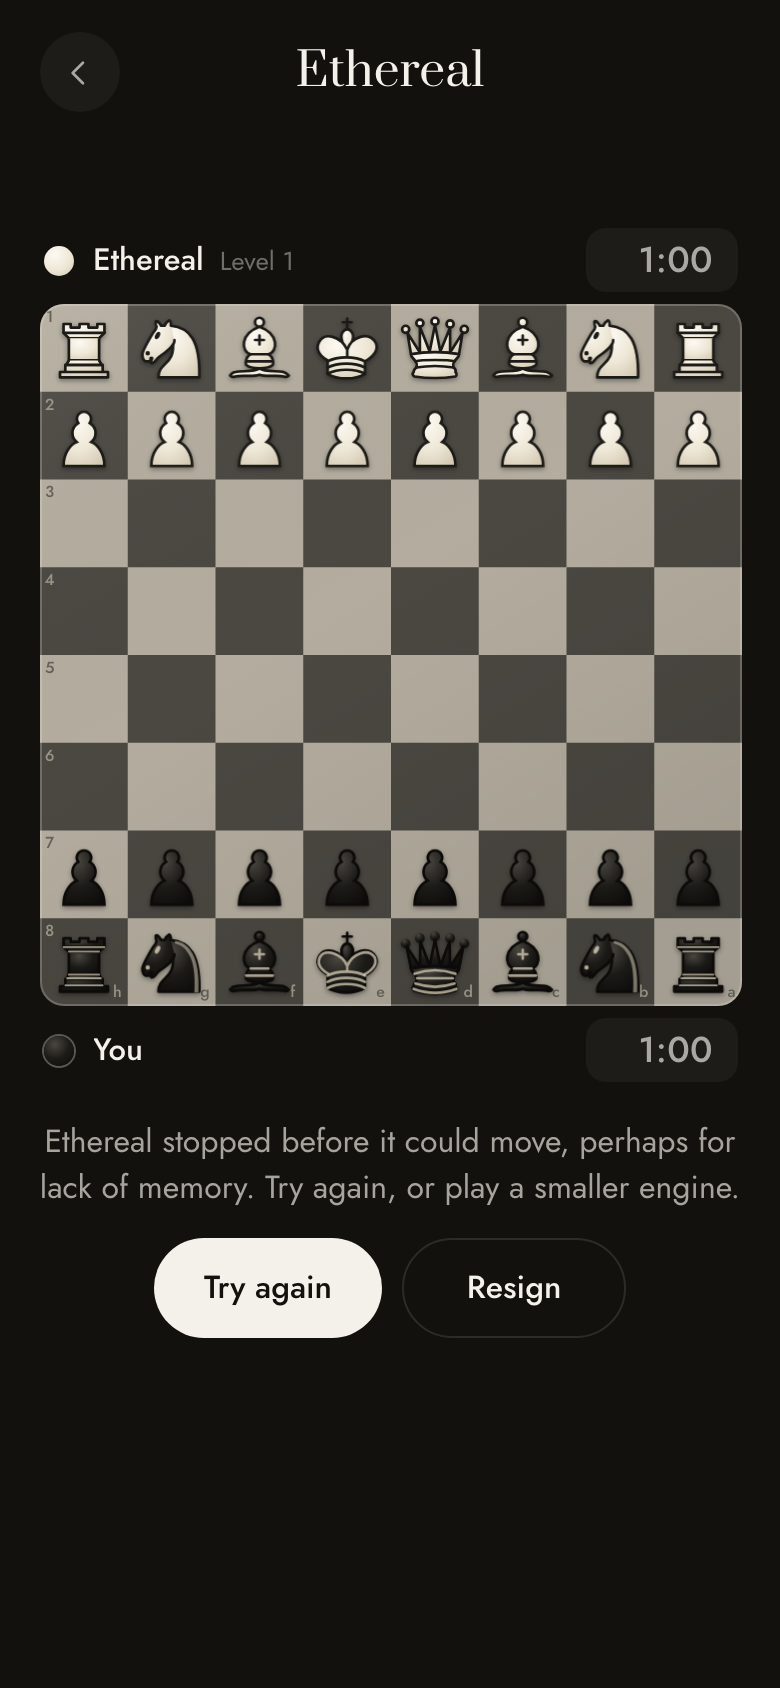 Ethereal
Ethereal Level 1
1:00
1
2
3
4
5
6
7
8
h g f e d c b a
You
1:00
Ethereal stopped before it could move, perhaps for
lack of memory. Try again, or play a smaller engine.
Try again
Resign